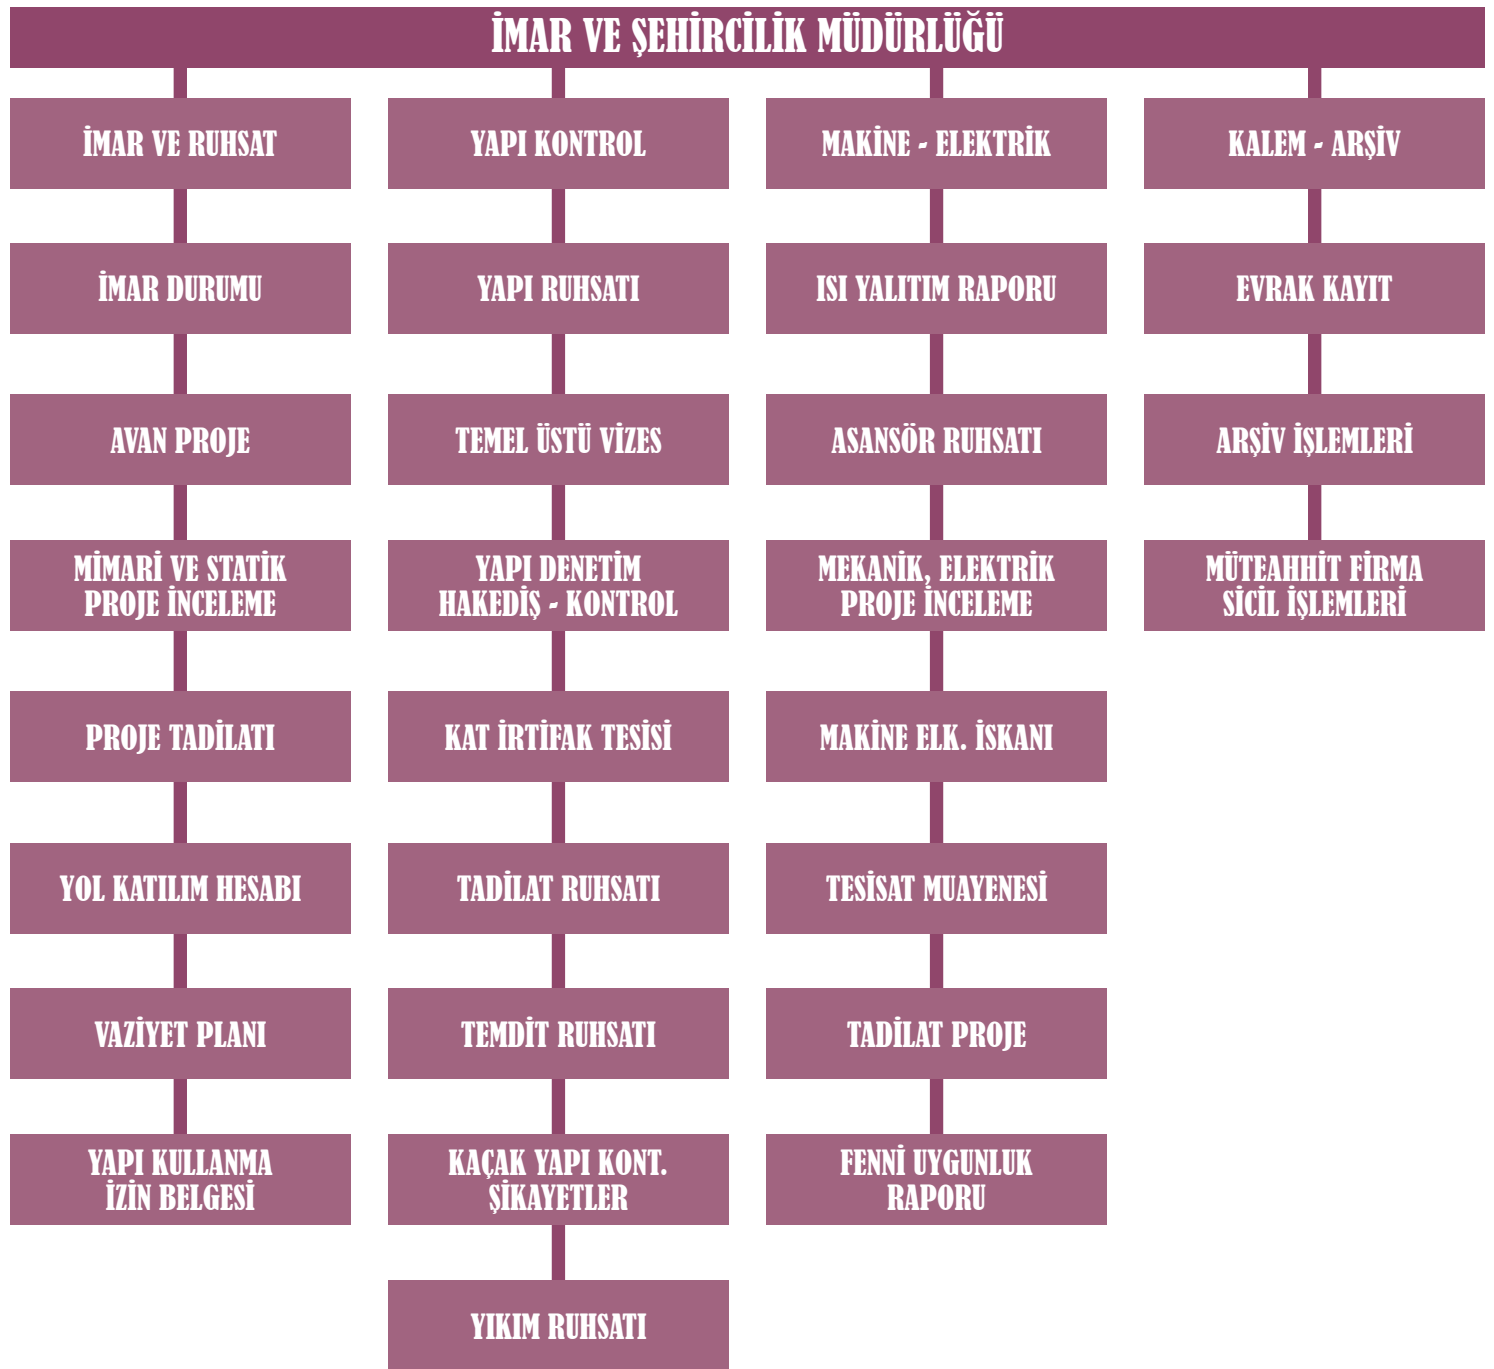 İMAR VE ŞEHİRCİLİK MÜDÜRLÜĞÜ
İMAR VE RUHSAT
İMAR DURUMU
AVAN PROJE
MİMARİ VE STATİK
PROJE İNCELEME
PROJE TADİLATI
YOL KATILIM HESABI
VAZİYET PLANI
YAPI KULLANMA
İZİN BELGESİ
YAPI KONTROL
YAPI RUHSATI
TEMEL ÜSTÜ VİZES
YAPI DENETİM
HAKEDİŞ - KONTROL
KAT İRTİFAK TESİSİ
TADİLAT RUHSATI
TEMDİT RUHSATI
KAÇAK YAPI KONT.
ŞİKAYETLER
YIKIM RUHSATI
MAKİNE - ELEKTRİK
ISI YALITIM RAPORU
ASANSÖR RUHSATI
MEKANİK, ELEKTRİK
PROJE İNCELEME
MAKİNE ELK. İSKANI
TESİSAT MUAYENESİ
TADİLAT PROJE
FENNİ UYGUNLUK
RAPORU
KALEM - ARŞİV
EVRAK KAYIT
ARŞİV İŞLEMLERİ
MÜTEAHHİT FİRMA
SİCİL İŞLEMLERİ